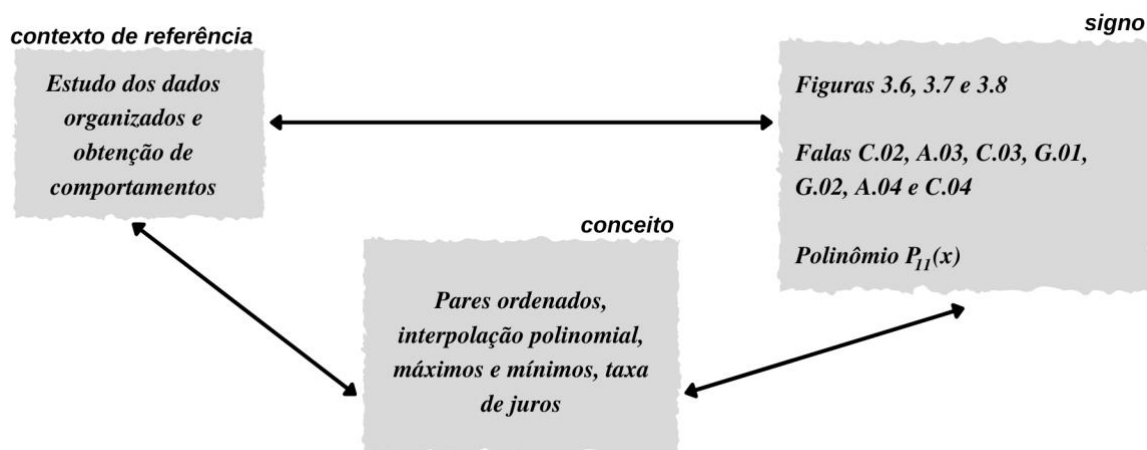 contexto de referência
Estudo dos dados
organizados e
obtenção de
comportamentos
signo
Figuras 3.6, 3.7 e 3.8
Falas C.02, A.03, C.03, G.01,
G.02, A.04 e C.04
Polinômio P11(x)
conceito
Pares ordenados,
interpolação polinomial,
máximos e mínimos, taxa
de juros